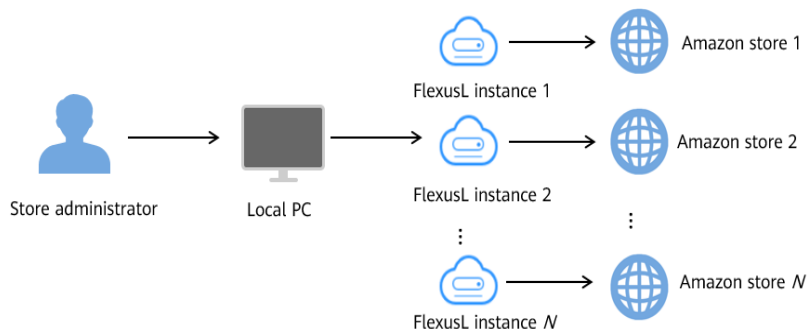 Amazon store 1
FlexusL instance 1
Amazon store 2
Store administrator
Local PC
FlexusL instance 2
⋮
⋮
Amazon store N
FlexusL instance N